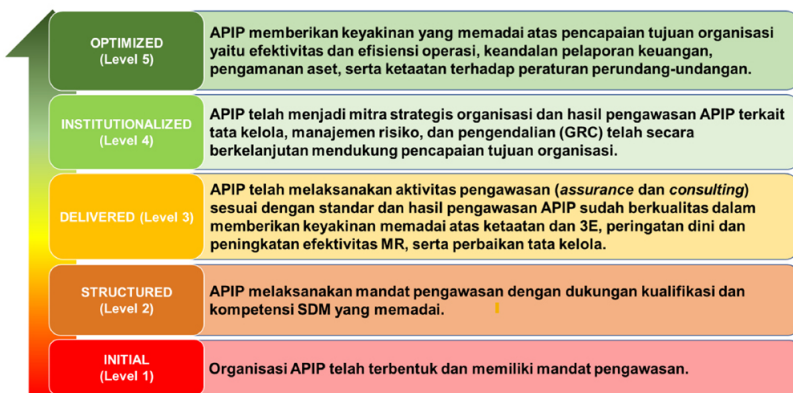 OPTIMIZED
(Level 5)
APIP memberikan keyakinan yang memadai atas pencapaian tujuan organisasi
yaitu efektivitas dan efisiensi operasi, keandalan pelaporan keuangan,
pengamanan aset, serta ketaatan terhadap peraturan perundang-undangan.
INSTITUTIONALIZED
(Level 4)
APIP telah menjadi mitra strategis organisasi dan hasil pengawasan APIP terkait
tata kelola, manajemen risiko, dan pengendalian (GRC) telah secara
berkelanjutan mendukung pencapaian tujuan organisasi.
DELIVERED (Level 3)
APIP telah melaksanakan aktivitas pengawasan (assurance dan consulting)
sesuai dengan standar dan hasil pengawasan APIP sudah berkualitas dalam
memberikan keyakinan memadai atas ketaatan dan 3E, peringatan dini dan
peningkatan efektivitas MR, serta perbaikan tata kelola.
STRUCTURED
(Level 2)
APIP melaksanakan mandat pengawasan dengan dukungan kualifikasi dan
kompetensi SDM yang memadai.
INITIAL
(Level 1)
Organisasi APIP telah terbentuk dan memiliki mandat pengawasan.